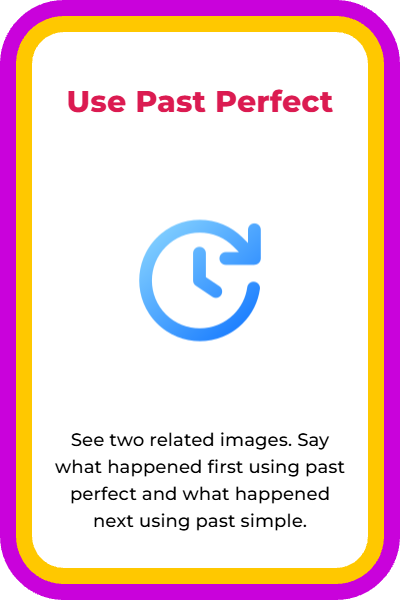 Use Past Perfect
See two related images. Say
what happened first using past
perfect and what happened
next using past simple.